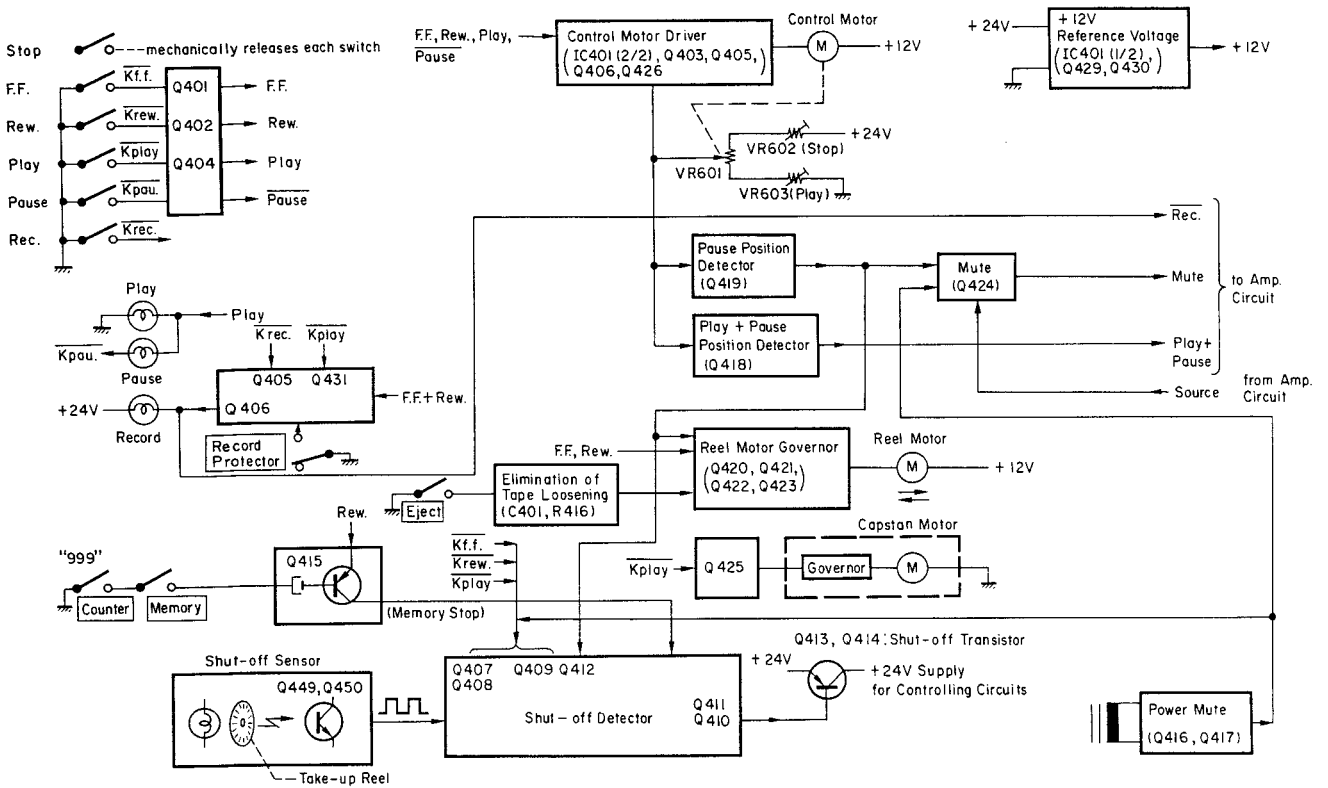 Stop
mechanically releases each switch
F.F.
Kf.f.
Q401
F.F.
Rew.
Krew.
Q402
Rew.
Play
Kplay
Q404
Play
Pause
Kpau.
Pause
Rec.
Krec.
F.F., Rew., Play,
Pause
Control Motor Driver
(IC401 (2/2), Q403, Q405,
Q406, Q426)
Control Motor
M
+12V
+24V
+12V
Reference Voltage
(IC401 (1/2),
Q429, Q430)
+12V
VR601
VR602 (Stop)
+24V
VR603 (Play)
Rec.
Pause Position
Detector
(Q419)
Mute
(Q424)
Mute
to Amp.
Circuit
Play + Pause
Position Detector
(Q418)
Play+
Pause
Source
from Amp.
Circuit
Play
Play
Kpau.
Pause
+24V
Record
Krec.
Kplay
Q405 Q431
Q406
F.F.+Rew.
Record
Protector
F.F., Rew.
Reel Motor Governor
(Q420, Q421,
Q422, Q423)
Reel Motor
M
+12V
Eject
Elimination of
Tape Loosening
(C401, R416)
Kf.f.
Krew.
Kplay
Kplay
Q425
Capstan Motor
Governor
M
Rew.
Q415
(Memory Stop)
"999"
Counter
Memory
Shut-off Sensor
Q449, Q450
Take-up Reel
Q407
Q408
Q409 Q412
Shut-off Detector
Q411
Q410
Q413, Q414: Shut-off Transistor
+24V
+24V Supply
for Controlling Circuits
Power Mute
(Q416, Q417)